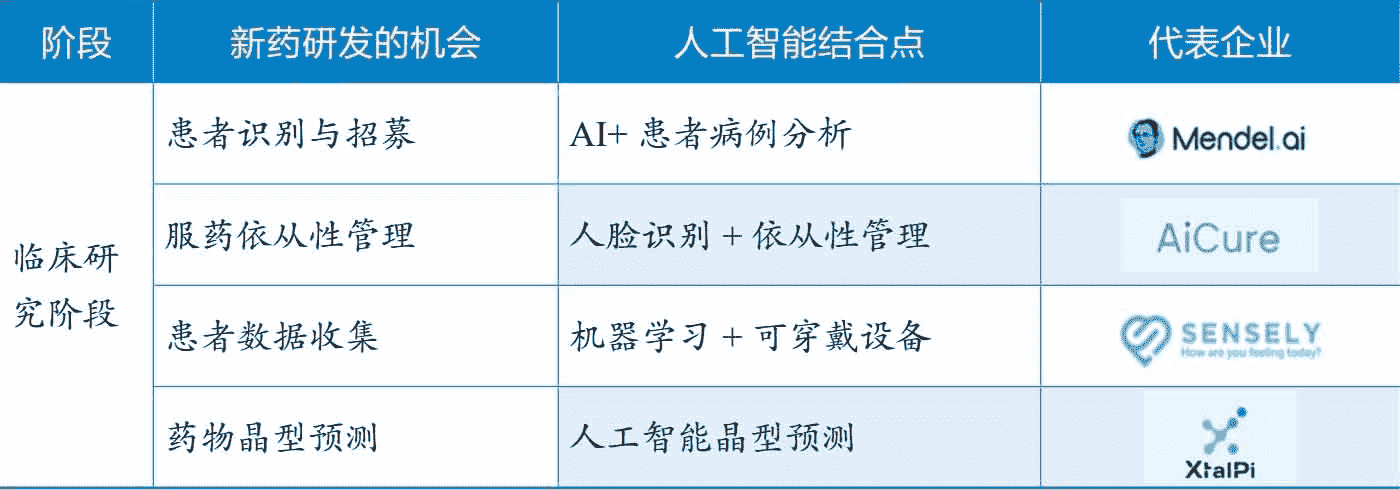 阶段 新药研发的机会 人工智能结合点 代表企业
患者识别与招募 AI+ 患者病例分析 Mendel.ai
临床研
究阶段
服药依从性管理 人脸识别 + 依从性管理 AiCure
患者数据收集 机器学习 + 可穿戴设备 SENSELY
How are you feeling today?
药物晶型预测 人工智能晶型预测 XtalPi